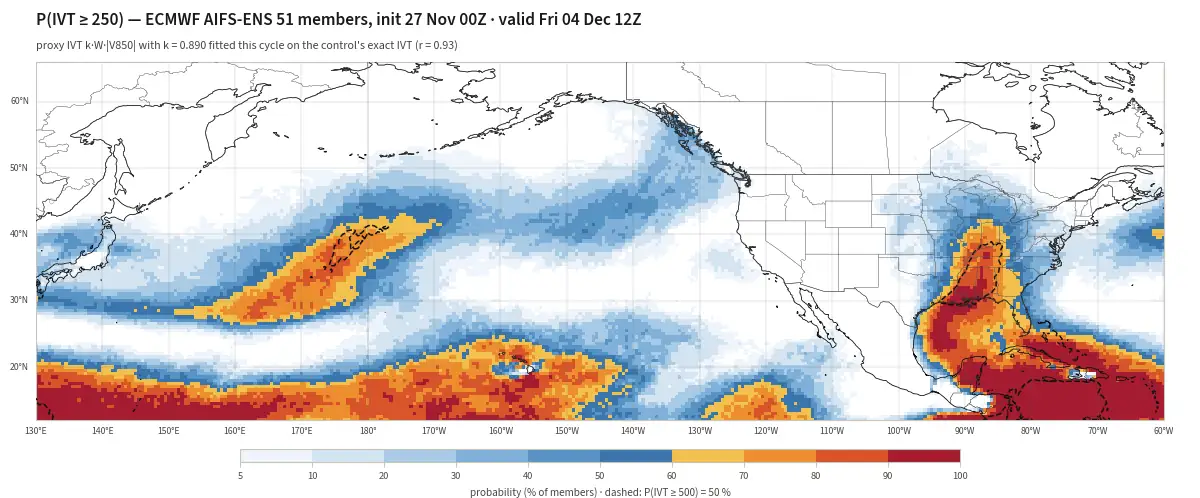 P(IVT ≥ 250) — ECMWF AIFS-ENS 51 members, init 27 Nov 00Z · valid Fri 04 Dec 12Z
proxy IVT k·W·|V850| with k = 0.890 fitted this cycle on the control's exact IVT (r = 0.93)
60°N
50°N
40°N
30°N
20°N
130°E 140°E 150°E 160°E 170°E 180° 170°W 160°W 150°W 140°W 130°W 120°W 110°W 100°W 90°W 80°W 70°W 60°W
5 10 20 30 40 50 60 70 80 90 100
probability (% of members) · dashed: P(IVT ≥ 500) = 50 %